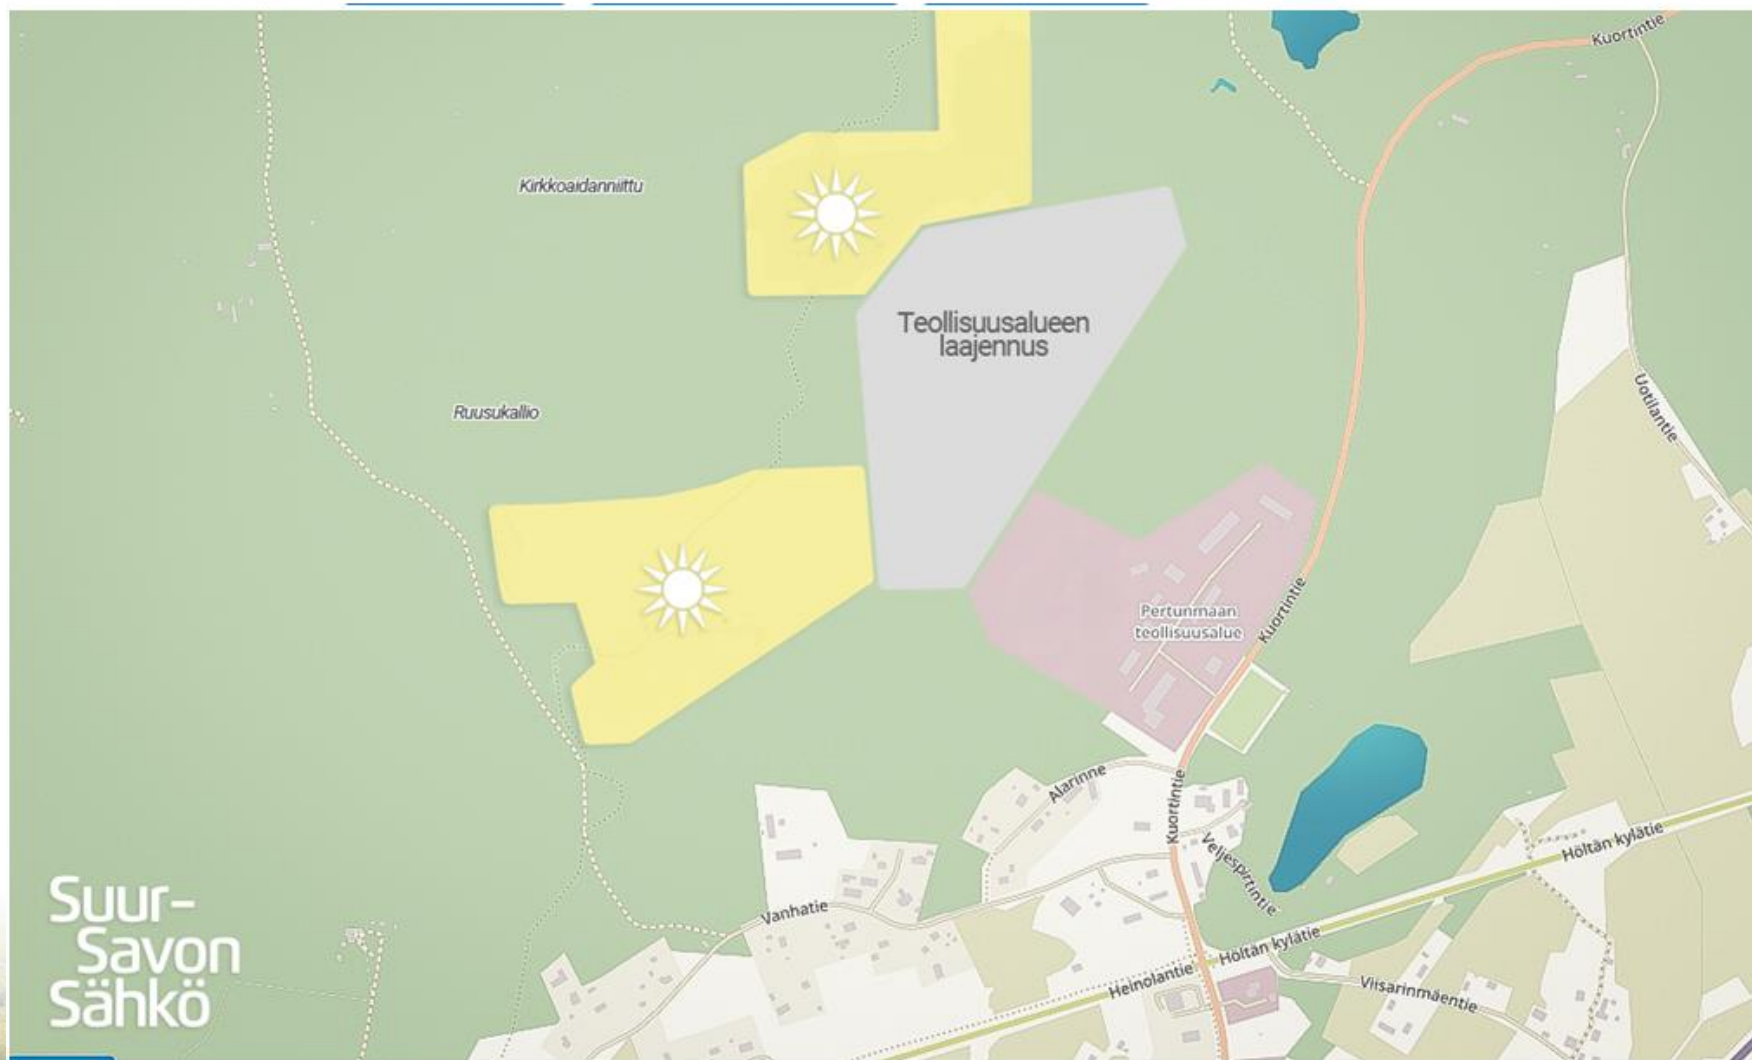 Kuortintie
Kirkkoaidanniittu
Teollisuusalueen
laajennus
Ruusukallio
Uotilantie
Pertunmaan
teollisuusalue
Kuortintie
Alarinne
Kuortintie
Veljespirtintie
Höltän kylätie
Vanhatie
Höltän kylätie
Heinolantie
Viisarinmäentie
Suur-
Savon
Sähkö